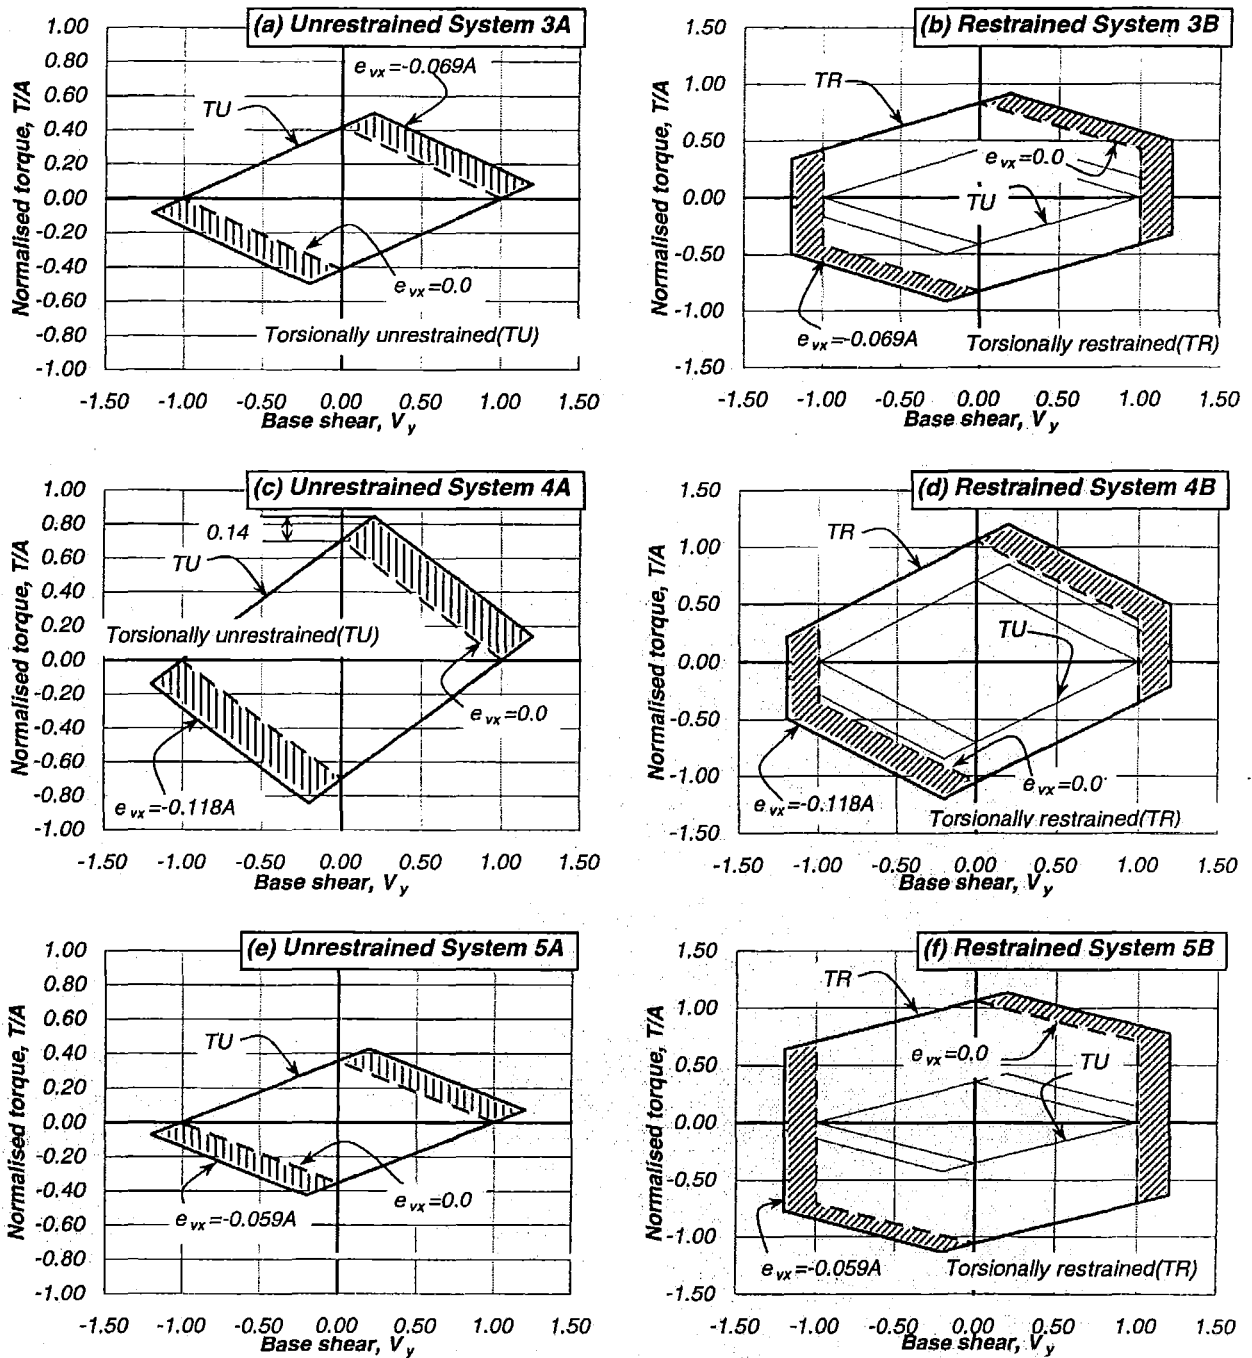 (a) Unrestrained System 3A
Normalised torque, T/A
1.00
0.80
0.60
0.40
0.20
0.00
-0.20
-0.40
-0.60
-0.80
-1.00
e vx=-0.069A
TU
e vx=0.0
Torsionally unrestrained(TU)
-1.50 -1.00 -0.50 0.00 0.50 1.00 1.50
Base shear, V y
(b) Restrained System 3B
Normalised torque, T/A
1.50
1.00
0.50
0.00
-0.50
-1.00
-1.50
TR
e vx=0.0
TU
e vx=-0.069A
Torsionally restrained(TR)
-1.50 -1.00 -0.50 0.00 0.50 1.00 1.50
Base shear, V y
(c) Unrestrained System 4A
Normalised torque, T/A
1.00
0.80
0.60
0.40
0.20
0.00
-0.20
-0.40
-0.60
-0.80
-1.00
0.14
TU
Torsionally unrestrained(TU)
e vx=0.0
e vx=-0.118A
-1.50 -1.00 -0.50 0.00 0.50 1.00 1.50
Base shear, V y
(d) Restrained System 4B
Normalised torque, T/A
1.50
1.00
0.50
0.00
-0.50
-1.00
-1.50
TR
TU
e vx=0.0
e vx=-0.118A
Torsionally restrained(TR)
-1.50 -1.00 -0.50 0.00 0.50 1.00 1.50
Base shear, V y
(e) Unrestrained System 5A
Normalised torque, T/A
1.00
0.80
0.60
0.40
0.20
0.00
-0.20
-0.40
-0.60
-0.80
-1.00
TU
e vx=0.0
e vx=-0.059A
-1.50 -1.00 -0.50 0.00 0.50 1.00 1.50
Base shear, V y
(f) Restrained System 5B
Normalised torque, T/A
1.50
1.00
0.50
0.00
-0.50
-1.00
-1.50
TR
e vx=0.0
TU
e vx=-0.059A
Torsionally restrained(TR)
-1.50 -1.00 -0.50 0.00 0.50 1.00 1.50
Base shear, V y